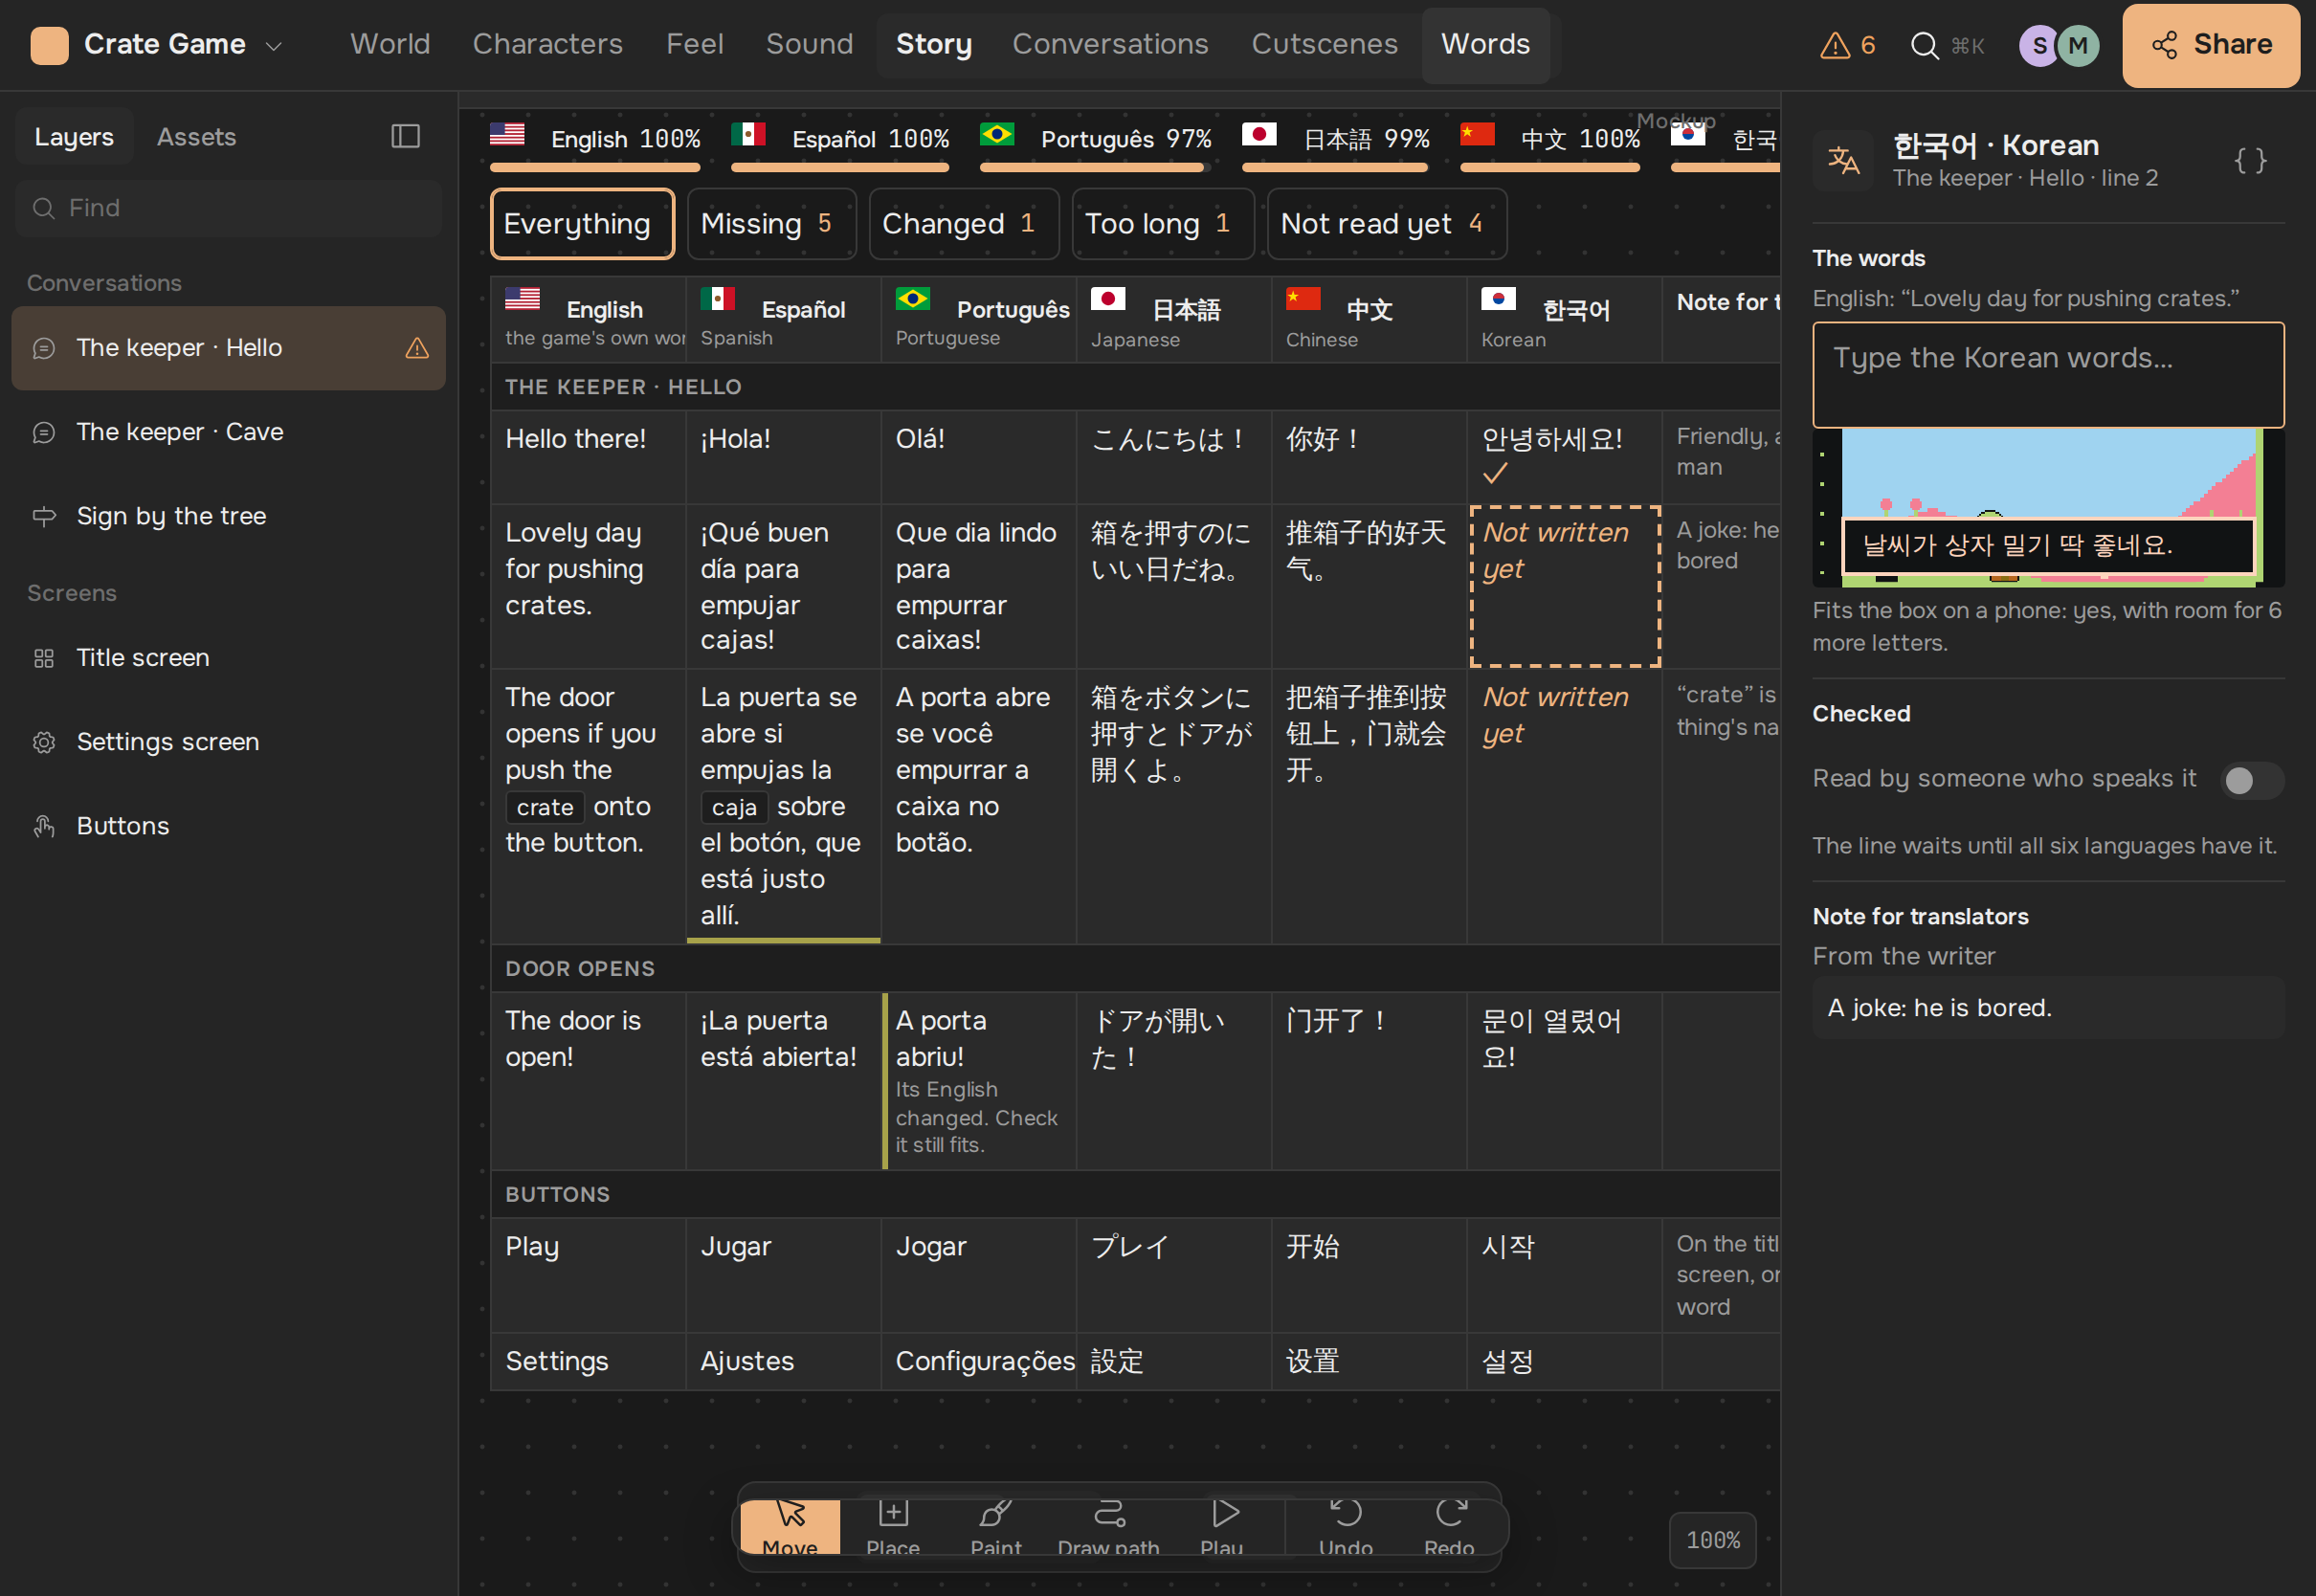 Crate Game
World
Characters
Feel
Sound
Story
Conversations
Cutscenes
Words
6
⌘K
S
M
Share
Layers
Assets
Find
Conversations
The keeper · Hello
The keeper · Cave
Sign by the tree
Screens
Title screen
Settings screen
Buttons
Mockup
English 100%
Español 100%
Português 97%
日本語 99%
中文 100%
한국
Everything
Missing 5
Changed 1
Too long 1
Not read yet 4
English
the game's own wor
Español
Spanish
Português
Portuguese
日本語
Japanese
中文
Chinese
한국어
Korean
Note for t
THE KEEPER · HELLO
Hello there!
¡Hola!
Olá!
こんにちは！
你好！
안녕하세요!
Friendly, a
man
Lovely day
for pushing
crates.
¡Qué buen
día para
empujar
cajas!
Que dia lindo
para
empurrar
caixas!
箱を押すのに
いい日だね。
推箱子的好天
气。
Not written
yet
A joke: he
bored
The door
opens if you
push the
crate onto
the button.
La puerta se
abre si
empujas la
caja sobre
el botón, que
está justo
allí.
A porta abre
se você
empurrar a
caixa no
botão.
箱をボタンに
押すとドアが
開くよ。
把箱子推到按
钮上，门就会
开。
Not written
yet
“crate” is
thing's na
DOOR OPENS
The door is
open!
¡La puerta
está abierta!
A porta
abriu!
Its English
changed. Check
it still fits.
ドアが開い
た！
门开了！
문이 열렸어
요!
BUTTONS
Play
Jugar
Jogar
プレイ
开始
시작
On the titl
screen, or
word
Settings
Ajustes
Configurações
設定
设置
설정
Move
Place
Paint
Draw path
Play
Undo
Redo
100%
한국어 · Korean
The keeper · Hello · line 2
The words
English: “Lovely day for pushing crates.”
Type the Korean words...
날씨가 상자 밀기 딱 좋네요.
Fits the box on a phone: yes, with room for 6
more letters.
Checked
Read by someone who speaks it
The line waits until all six languages have it.
Note for translators
From the writer
A joke: he is bored.